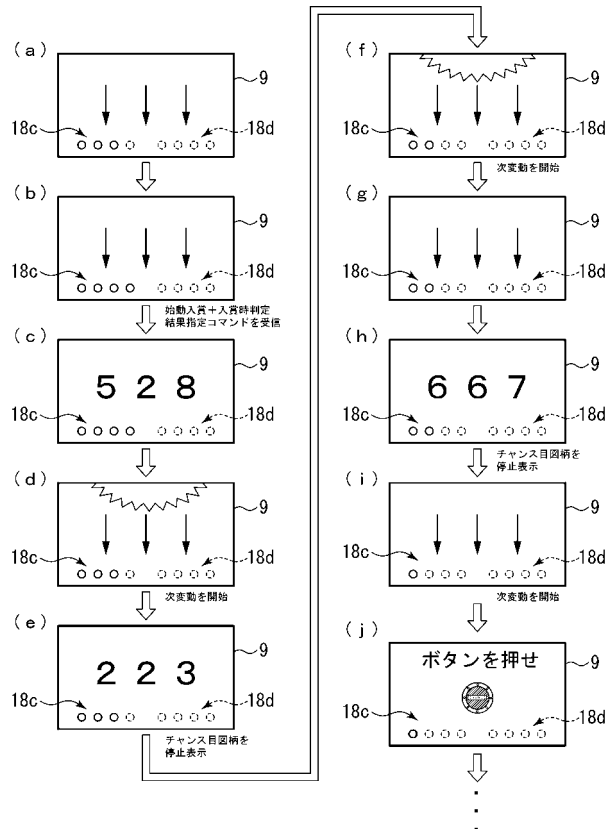 (a)
9
18c
18d
(b)
9
18c
18d
始動入賞+入賞時判定
結果指定コマンドを受信
(c)
9
5 2 8
18c
18d
(d)
9
18c
18d
次変動を開始
(e)
9
2 2 3
18c
18d
チャンス目図柄を
停止表示
(f)
9
18c
18d
次変動を開始
(g)
9
18c
18d
(h)
9
6 6 7
18c
18d
チャンス目図柄を
停止表示
(i)
9
18c
18d
次変動を開始
(j)
ボタンを押せ
9
18c
18d